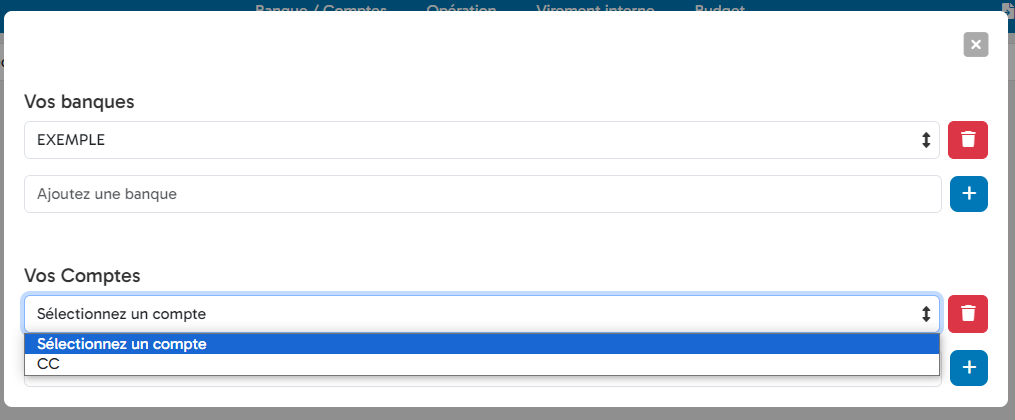 Banque / Comptes Opération Virement interne Budget
Vos banques
EXEMPLE
Ajoutez une banque
Vos Comptes
Sélectionnez un compte
Sélectionnez un compte
CC